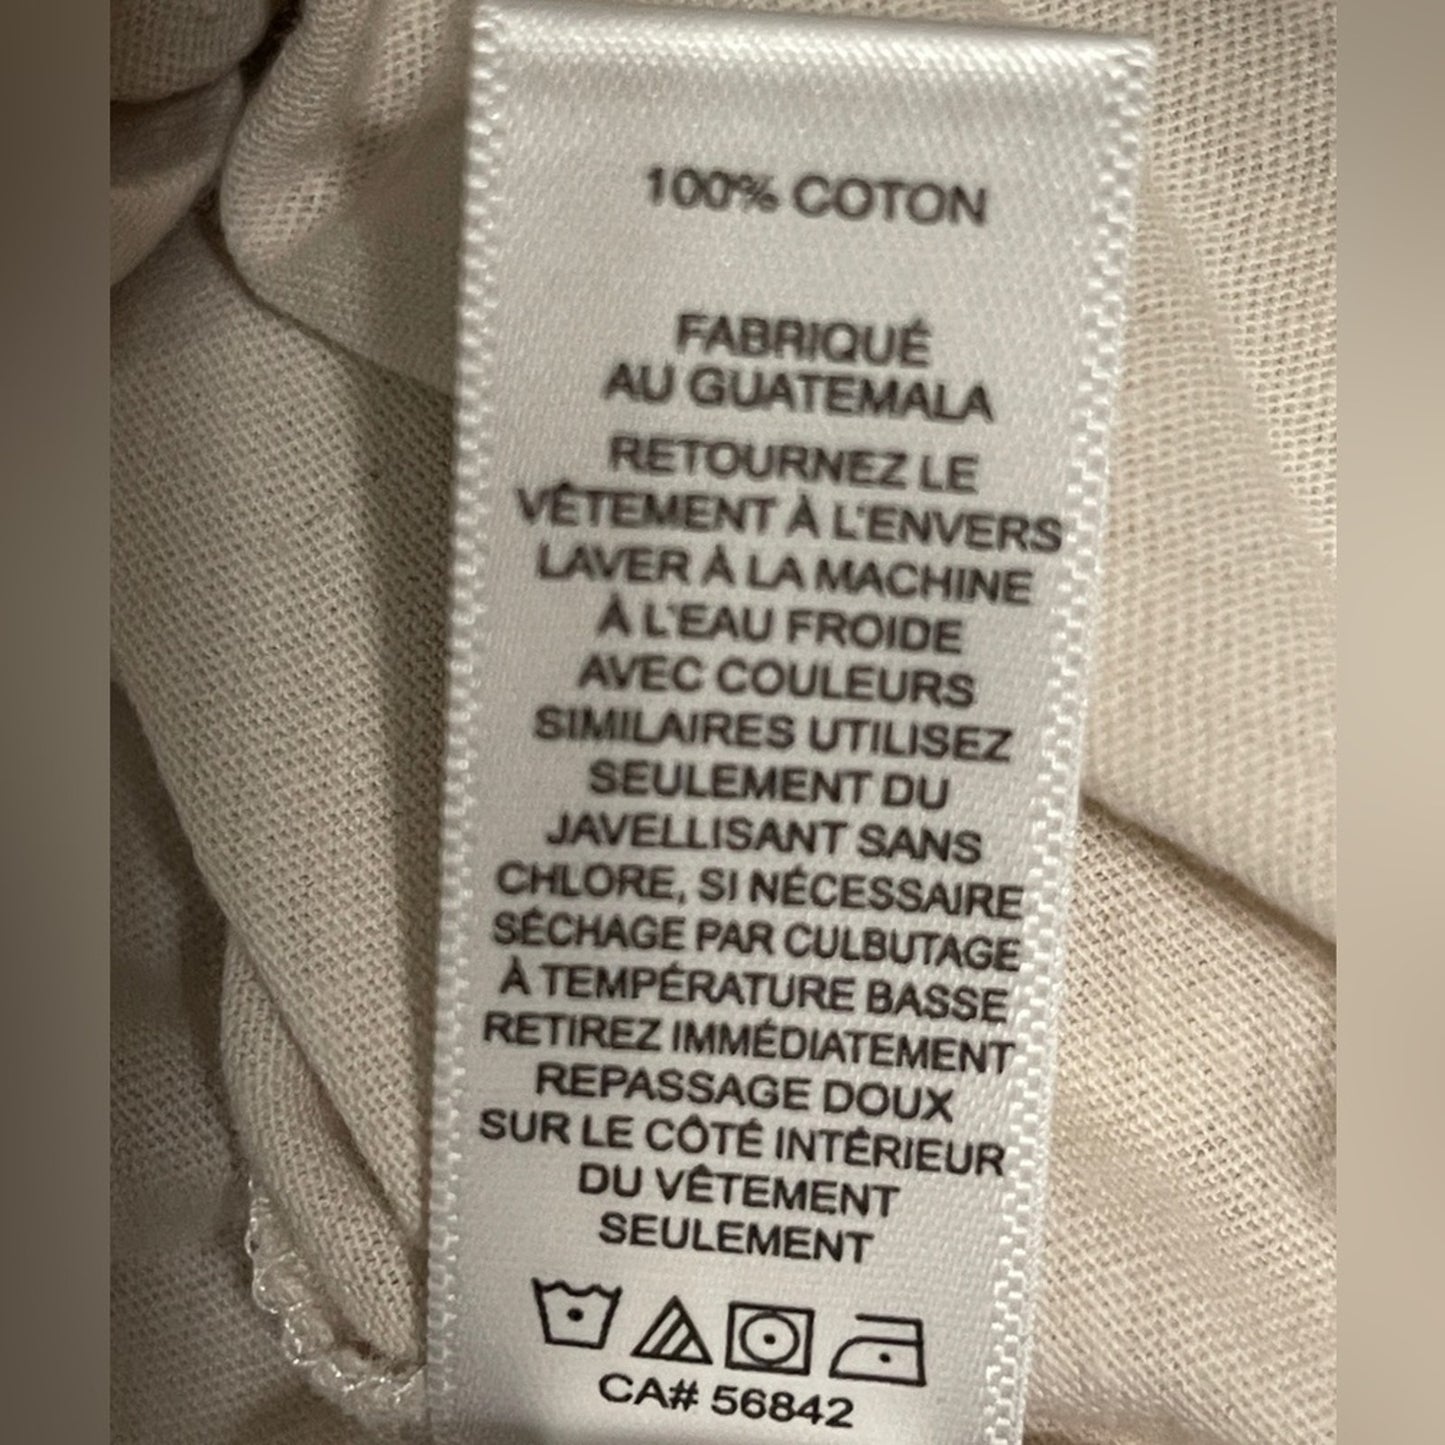 100% COTON
FABRIQUÉ
AU GUATEMALA
RETOURNEZ LE
VÊTEMENT À L'ENVERS
LAVER À LA MACHINE
À L'EAU FROIDE
AVEC COULEURS
SIMILAIRES UTILISEZ
SEULEMENT DU
JAVELLISANT SANS
CHLORE, SI NÉCESSAIRE
SÉCHAGE PAR CULBUTAGE
À TEMPÉRATURE BASSE
RETIREZ IMMÉDIATEMENT
REPASSAGE DOUX
SUR LE CÔTÉ INTÉRIEUR
DU VÊTEMENT
SEULEMENT
CA# 56842